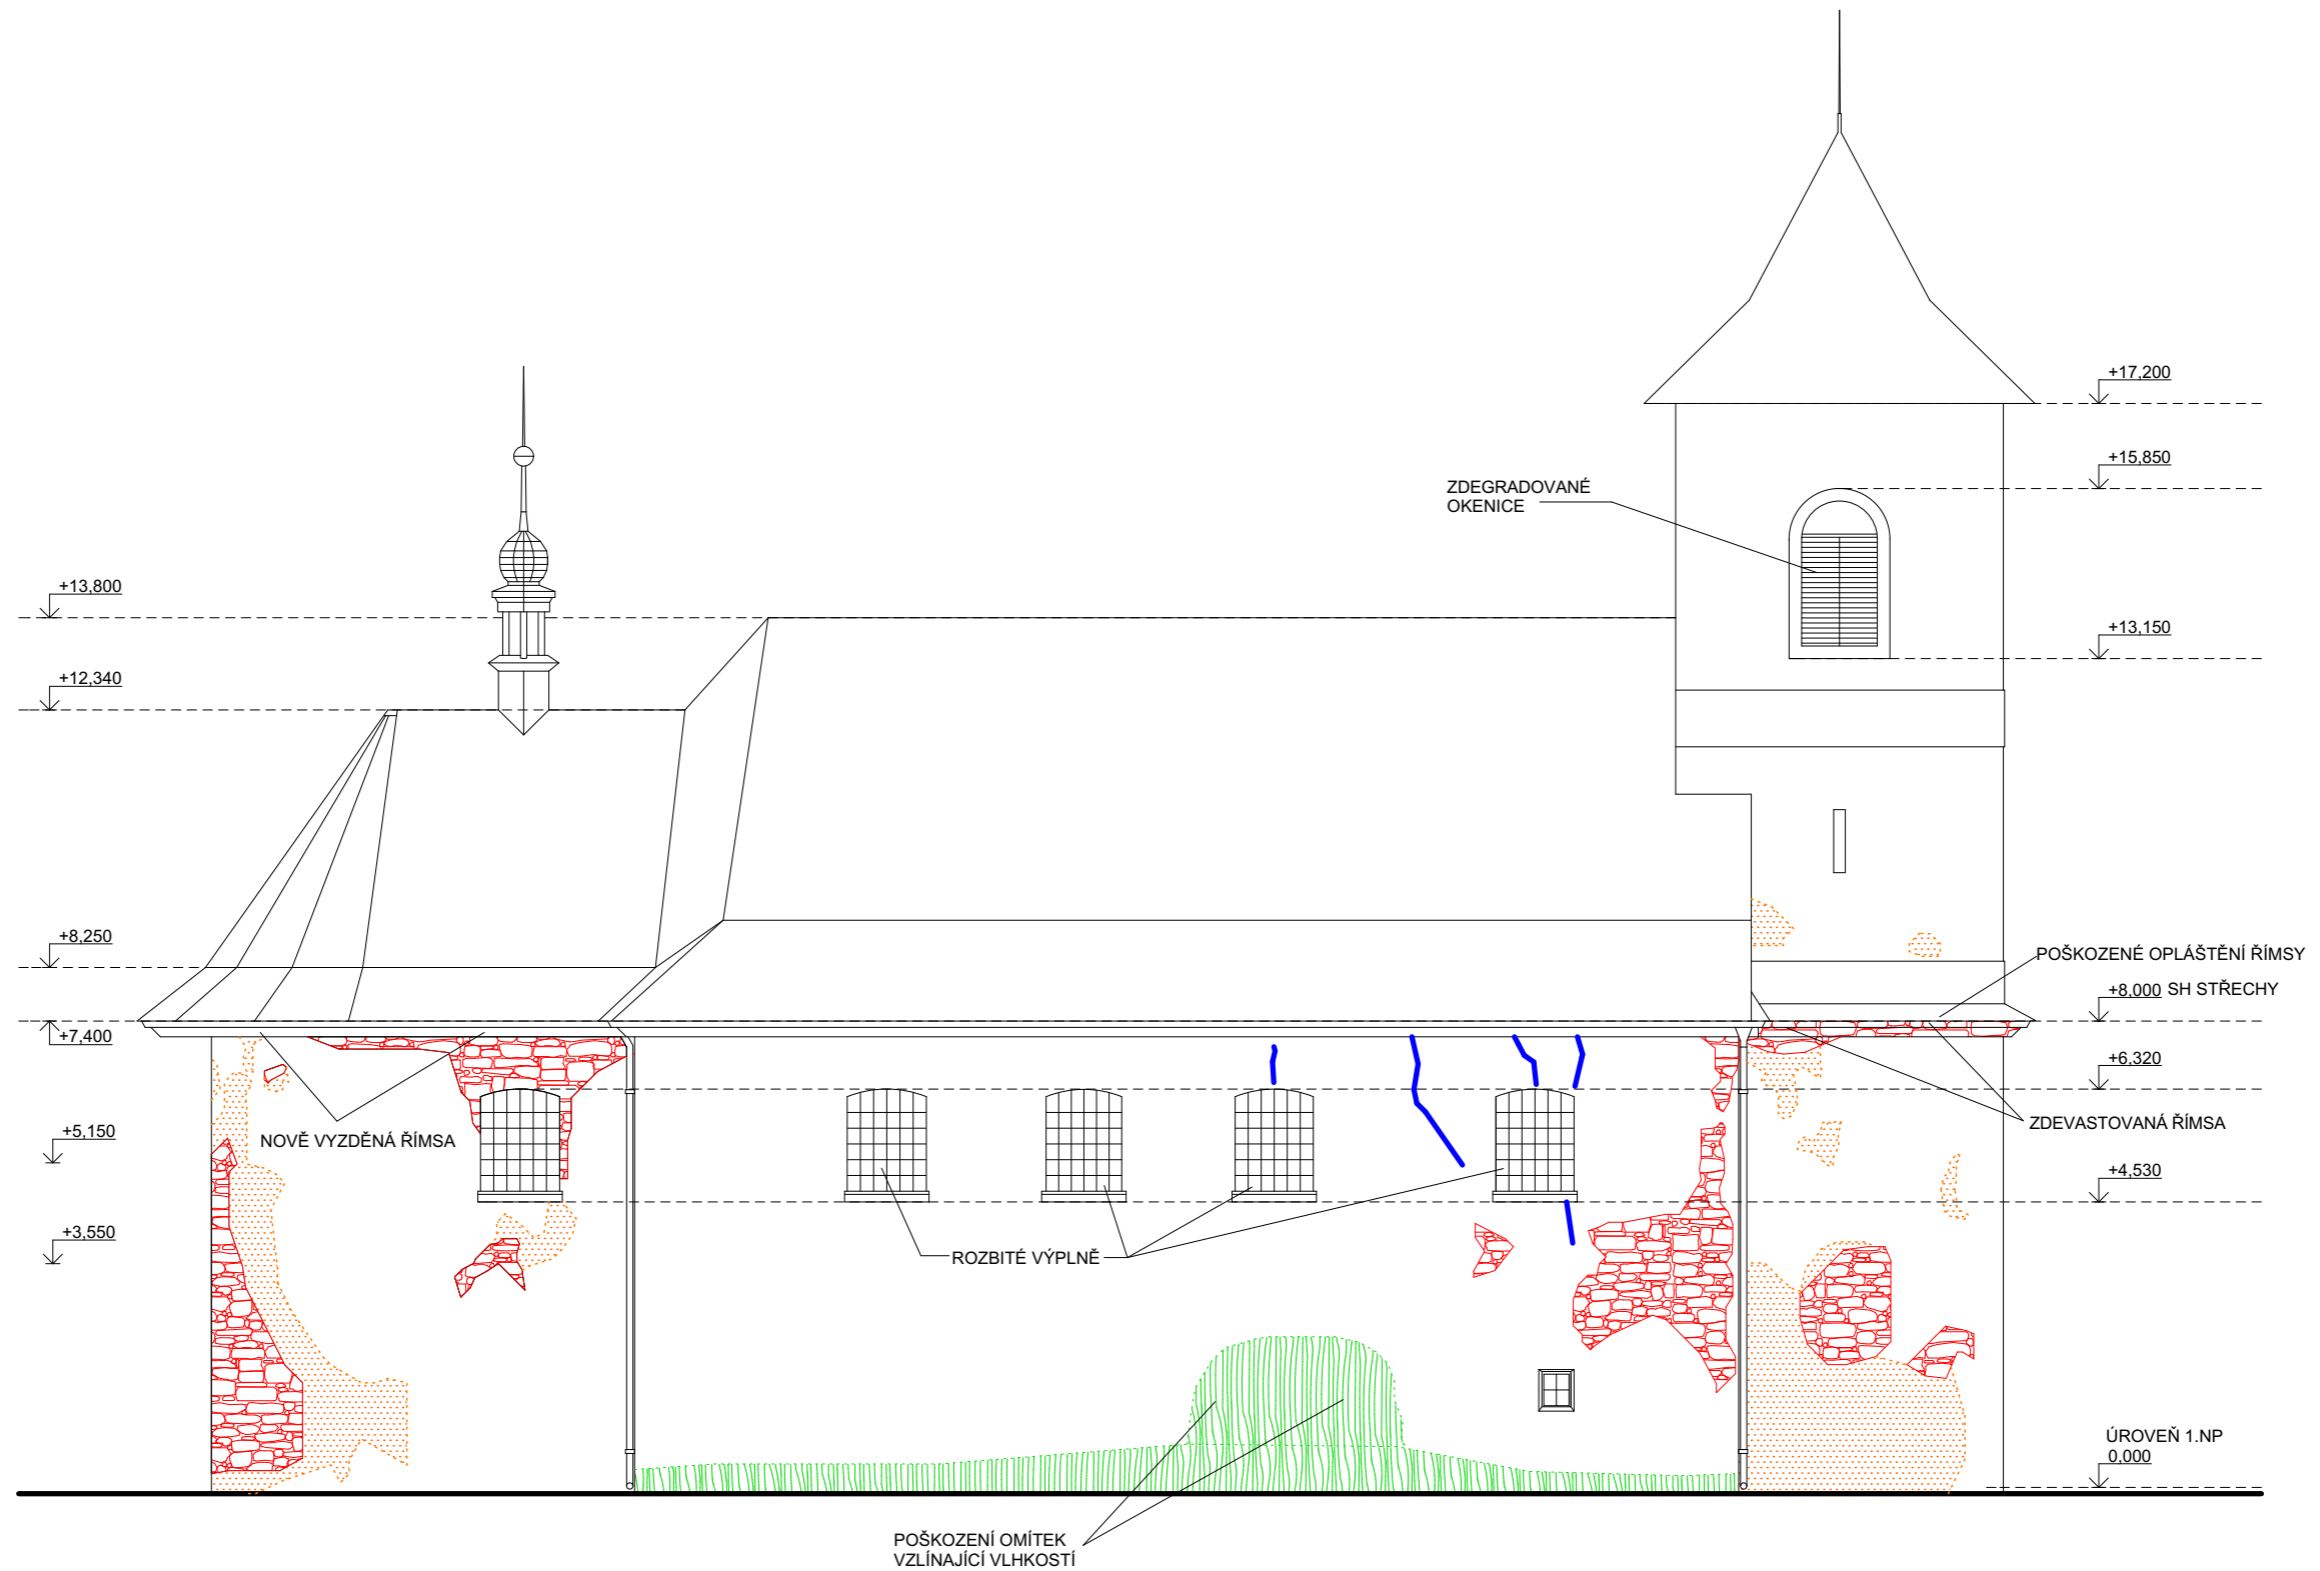 +17,200
+15,850
ZDEGRADOVANÉ
OKENICE
+13,800
+13,150
+12,340
+8,250
POŠKOZENÉ OPLÁŠTĚNÍ ŘÍMSY
+8,000 SH STŘECHY
+7,400
+6,320
NOVĚ VYZDĚNÁ ŘÍMSA
+5,150
ZDEVASTOVANÁ ŘÍMSA
+4,530
+3,550
ROZBITÉ VÝPLNĚ
ÚROVEŇ 1.NP
0,000
POŠKOZENÍ OMÍTEK
VZLÍNAJÍCÍ VLHKOSTÍ